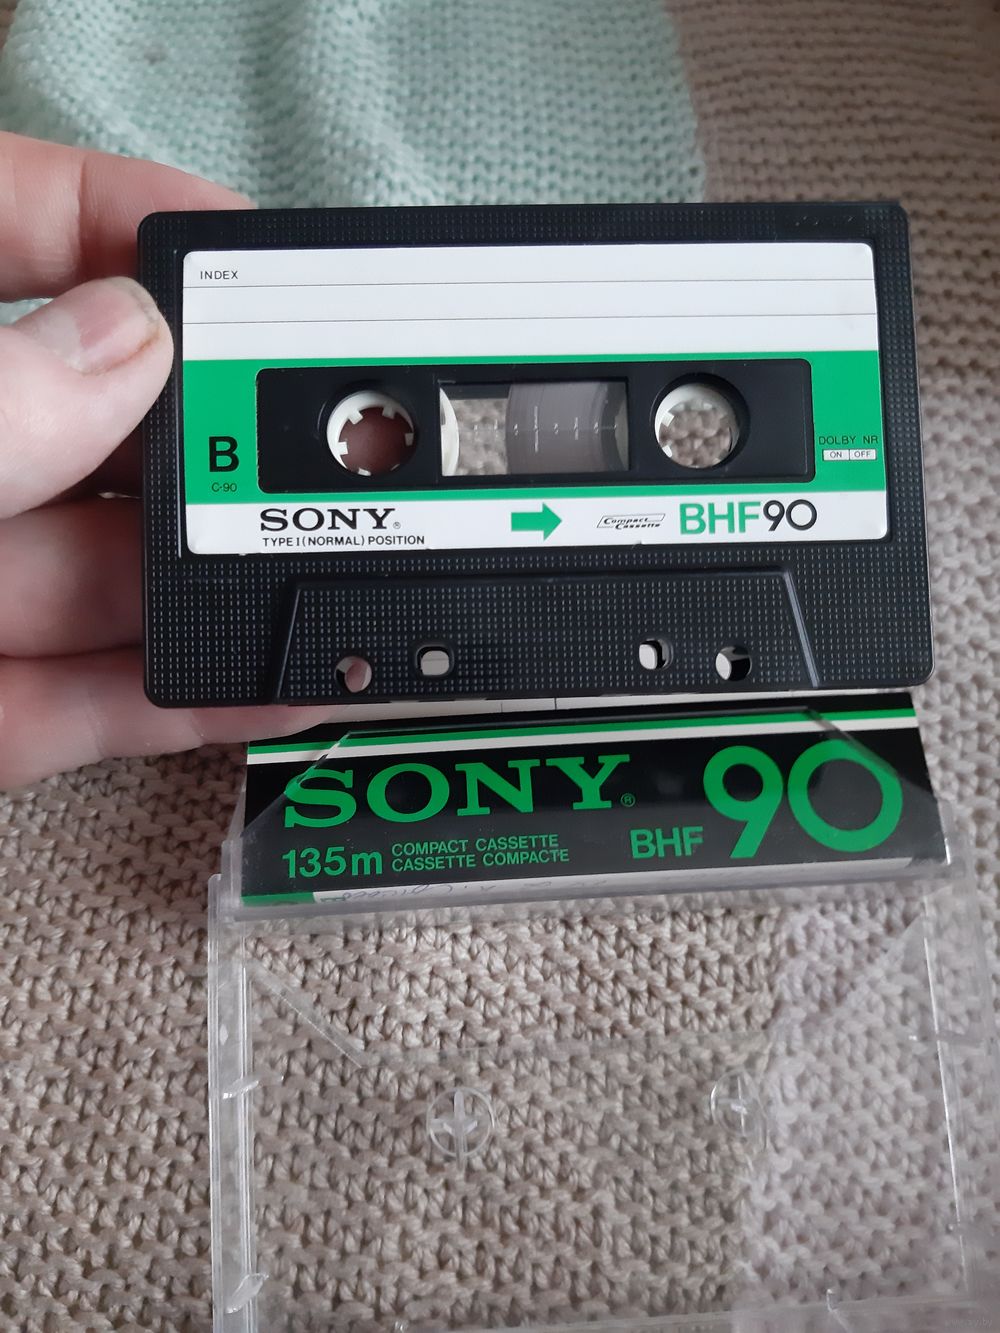 INDEX
B
C-90
DOLBY NR
ON OFF
SONY®
TYPE I (NORMAL) POSITION
Compact
Cassette
BHF90
SONY®
90
135m
COMPACT CASSETTE
CASSETTE COMPACTE
BHF